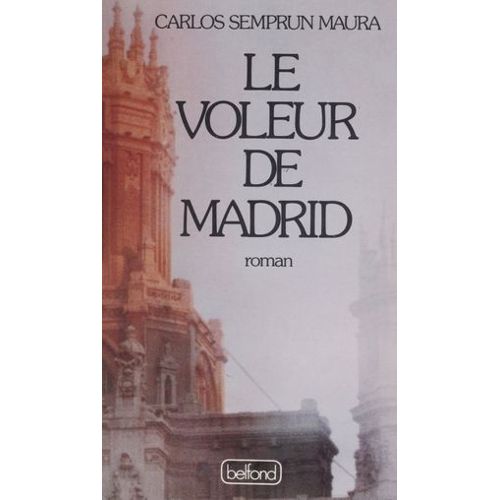 CARLOS SEMPRUN MAURA
LE
VOLEUR
DE
MADRID
roman
belfond